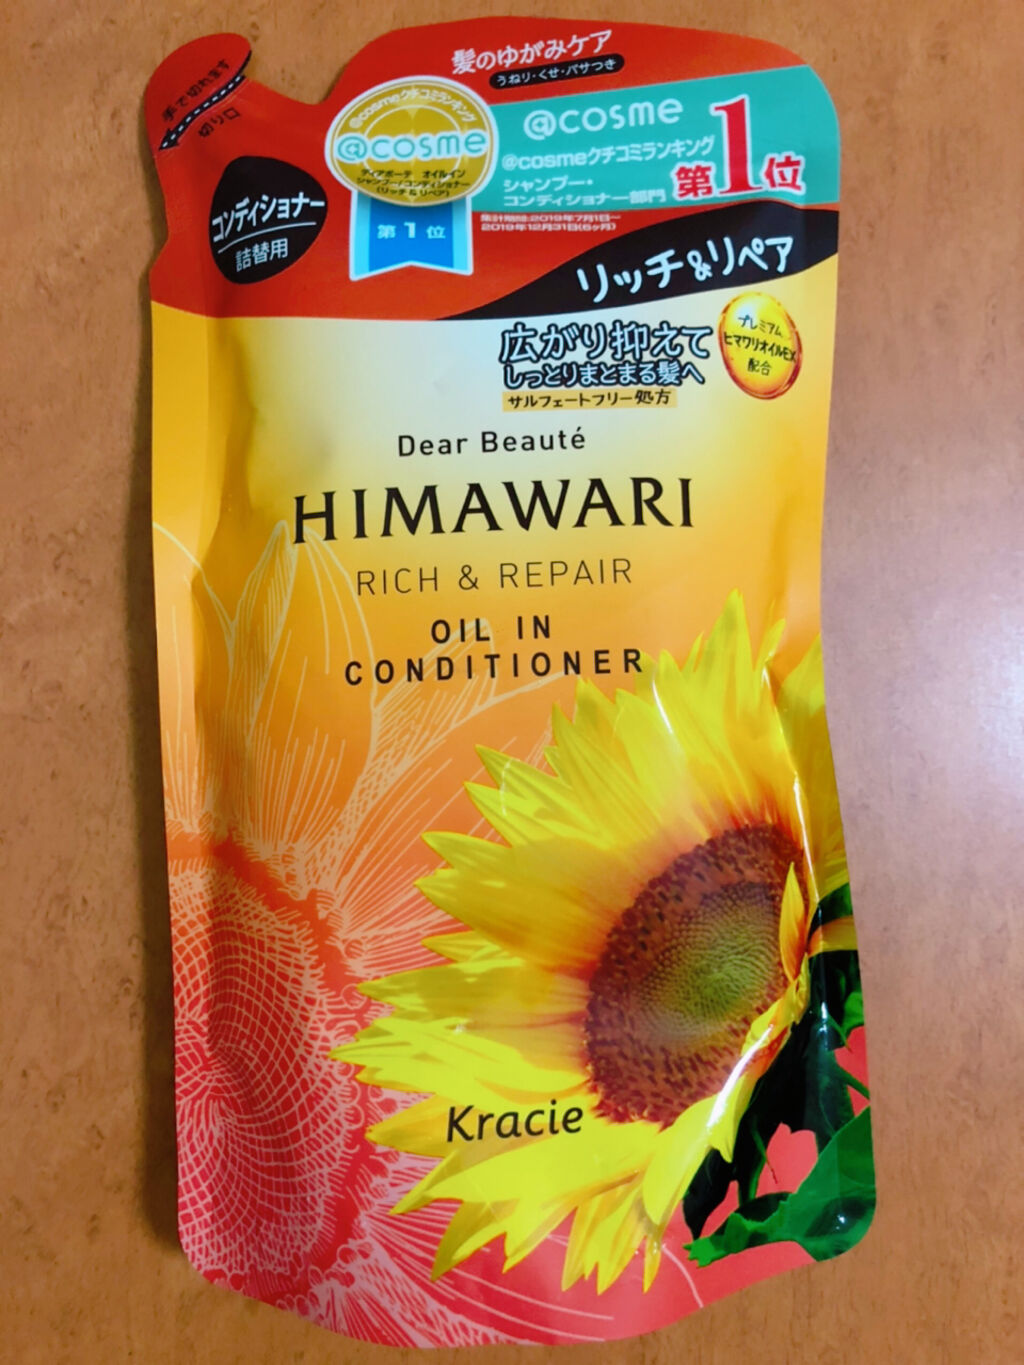 手で切れます
切り口
髪のゆがみケア
うねり・くせ・パサつき
@cosmeクチコミランキング
@cosme
ディアボーテ オイルイン
シャンプー/コンディショナー
(リッチ&リペア)
第1位
@cosme
@cosmeクチコミランキング
シャンプー・
コンディショナー部門
第1位
集計期間:2019年7月1日～
2019年12月31日(6ヶ月)
コンディショナー
詰替用
リッチ&リペア
広がり抑えて
しっとりまとまる髪へ
サルフェートフリー処方
プレミアム
ヒマワリオイルEX
配合
Dear Beauté
HIMAWARI
RICH & REPAIR
OIL IN
CONDITIONER
Kracie